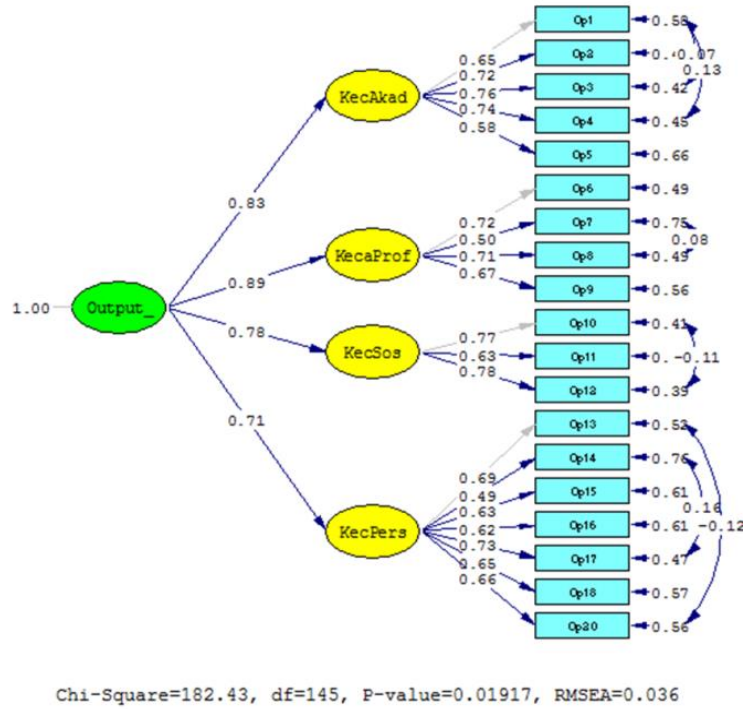 Op1
0.58
Op2
-0.07
Op3
0.42
0.13
Op4
0.45
Op5
0.66
0.65
0.72
0.76
0.74
0.58
KecAkad
0.83
Op6
0.49
Op7
0.75
0.08
Op8
0.49
Op9
0.56
0.72
0.50
0.71
0.67
KecaProf
0.89
1.00
Output_
0.78
KecSos
0.77
0.63
0.78
Op10
0.41
Op11
-0.11
Op12
0.39
0.71
KecPers
0.69
0.49
0.63
0.62
0.73
0.65
0.66
Op13
0.52
Op14
0.76
Op15
0.61
0.16
Op16
0.61
-0.12
Op17
0.47
Op18
0.57
Op20
0.56
Chi-Square=182.43, df=145, P-value=0.01917, RMSEA=0.036